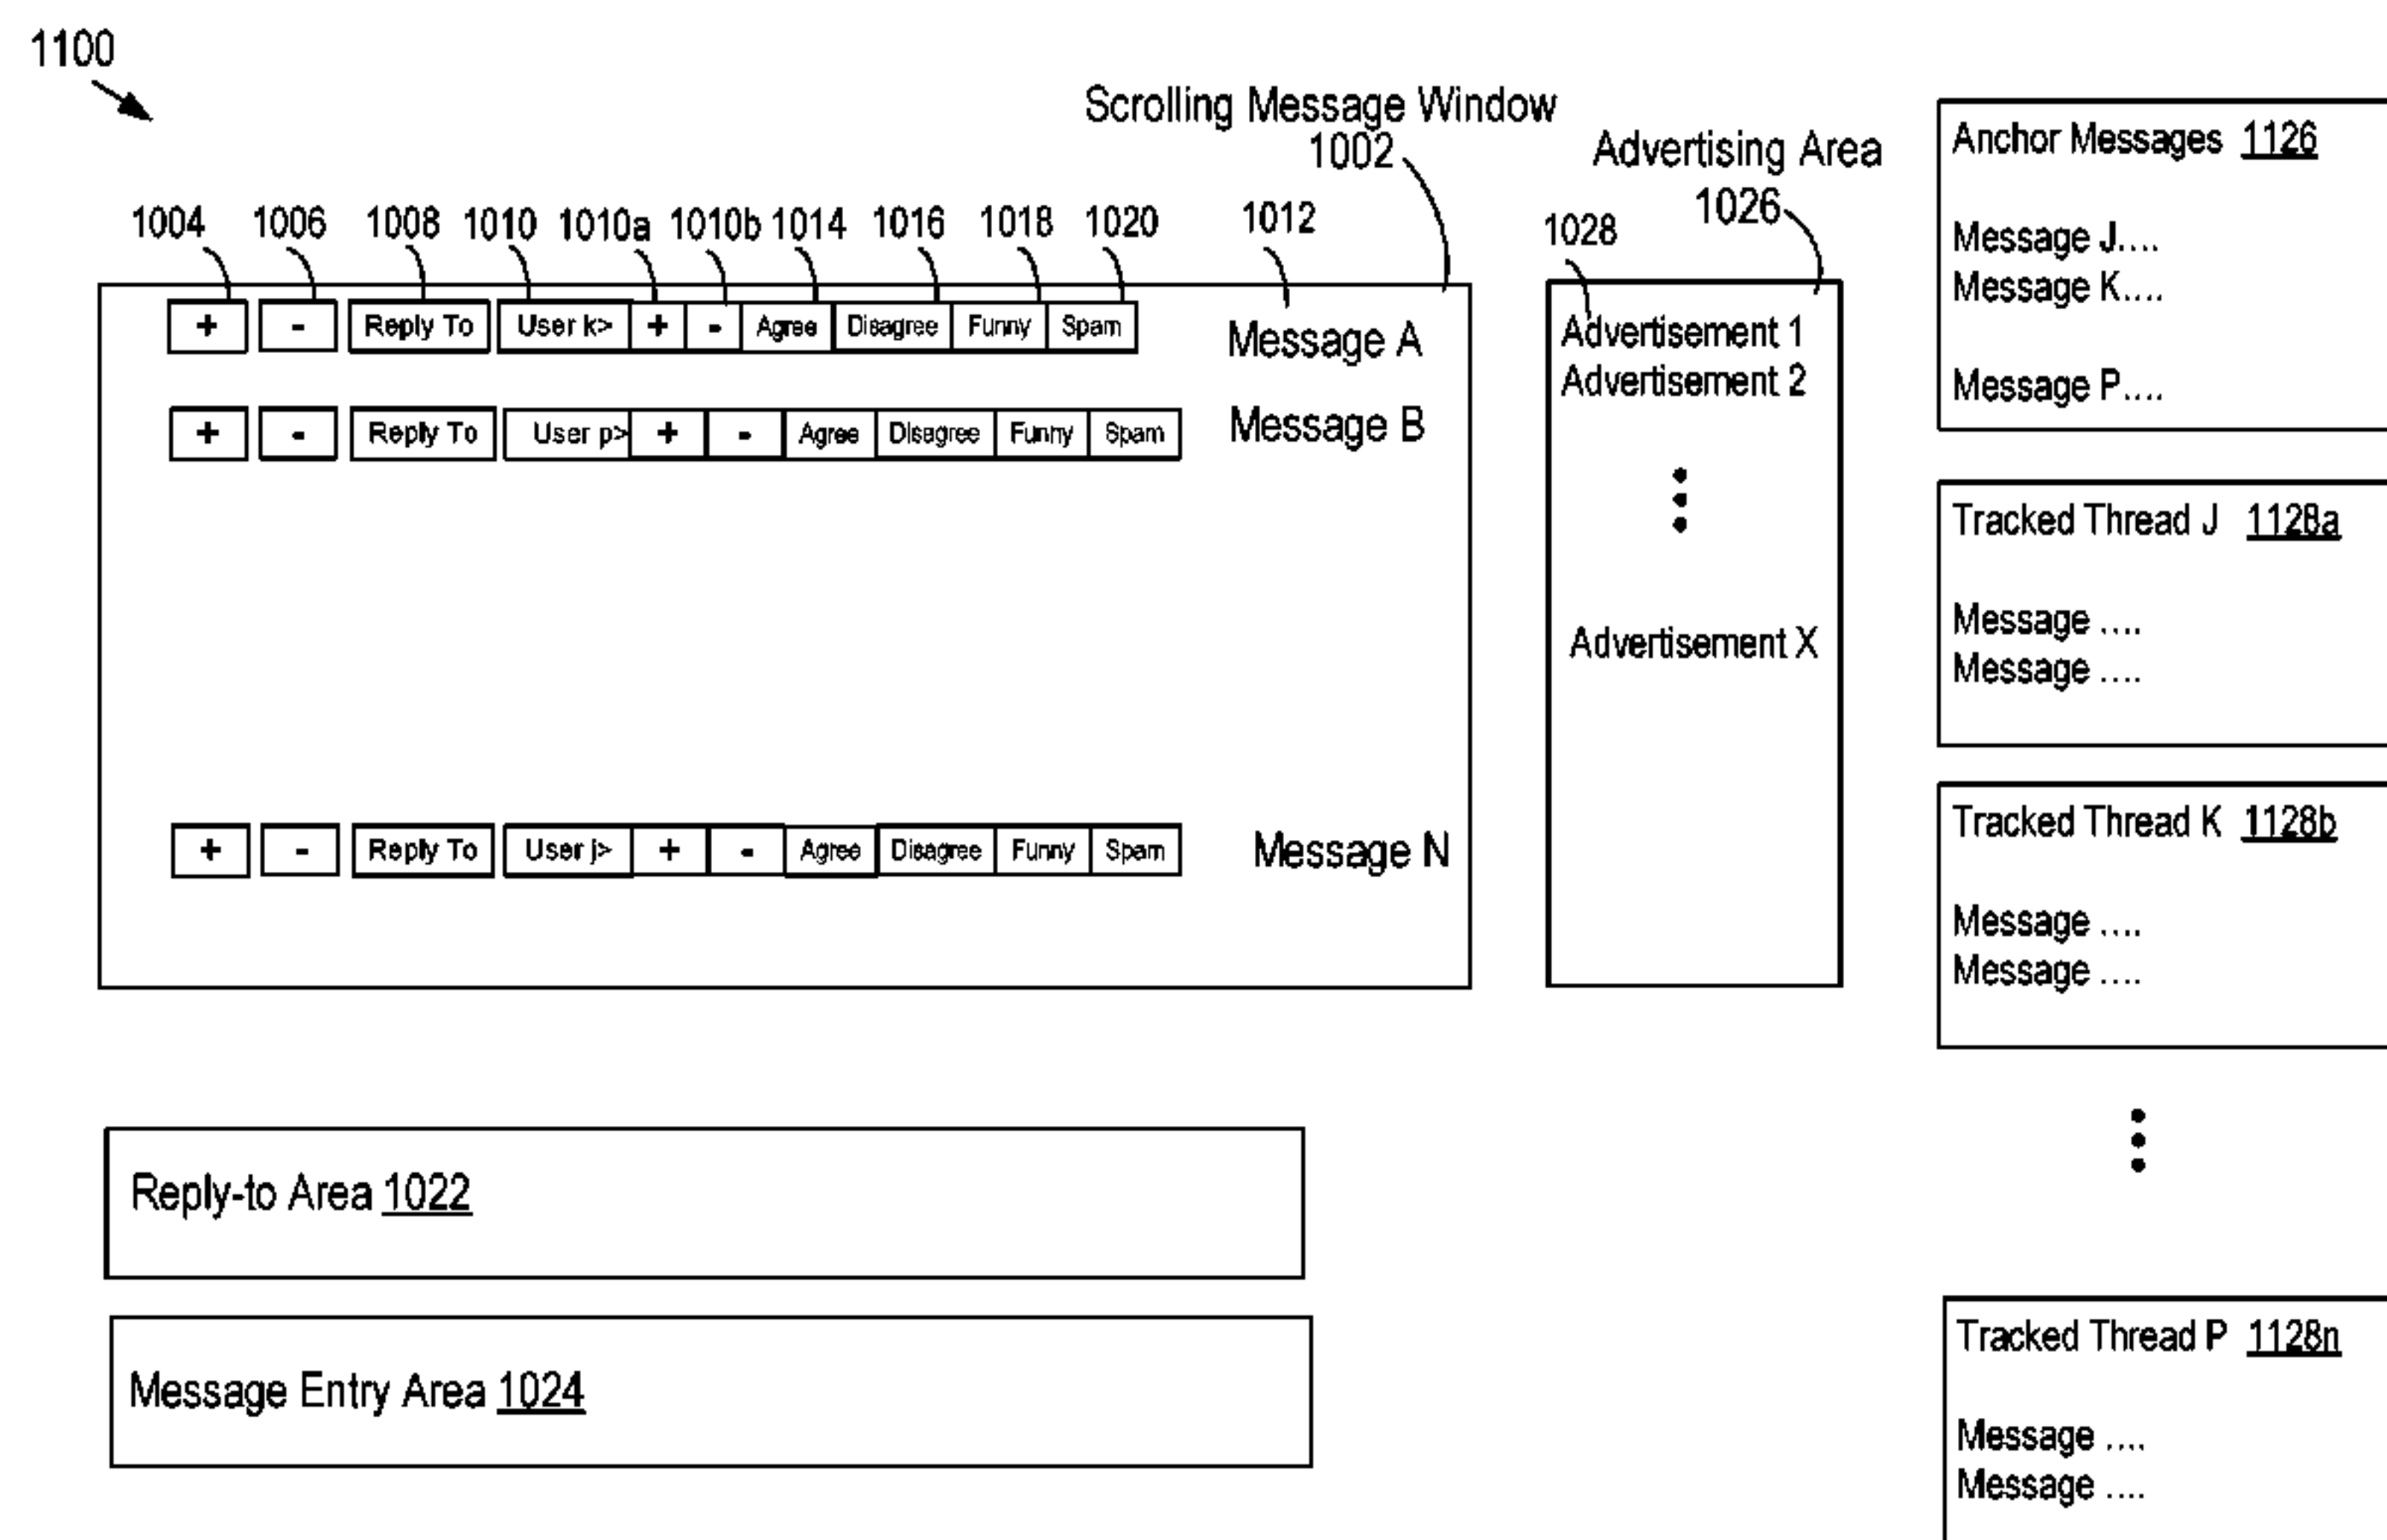 1100
Scrolling Message Window
1002
Advertising Area
1026
1004 1006 1008 1010 1010a 1010b 1014 1016 1018 1020 1012
1028
+ - Reply To User k> + - Agree Disagree Funny Spam Message A
+ - Reply To User p> + - Agree Disagree Funny Spam Message B
+ - Reply To User j> + - Agree Disagree Funny Spam Message N
Advertisement 1
Advertisement 2
Advertisement X
Anchor Messages 1126
Message J....
Message K....
Message P....
Tracked Thread J 1128a
Message ....
Message ....
Tracked Thread K 1128b
Message ....
Message ....
Tracked Thread P 1128n
Message ....
Message ....
Reply-to Area 1022
Message Entry Area 1024